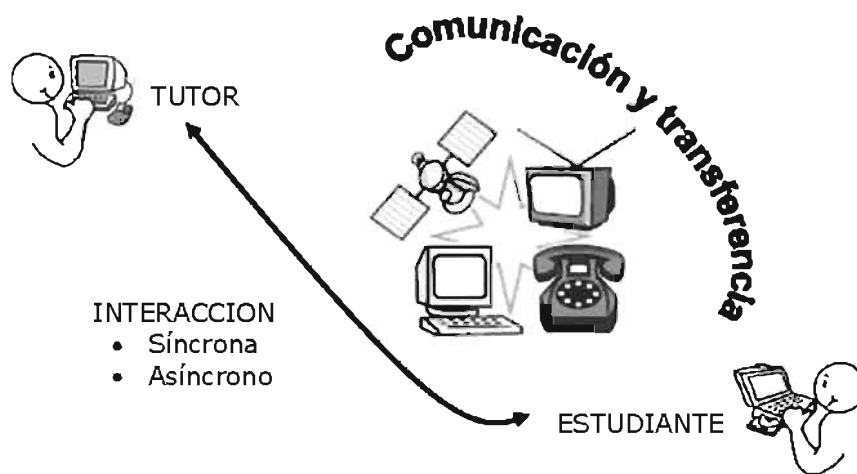 Comunicación y transferencia
TUTOR
INTERACCION
• Síncrona
• Asíncrono
ESTUDIANTE